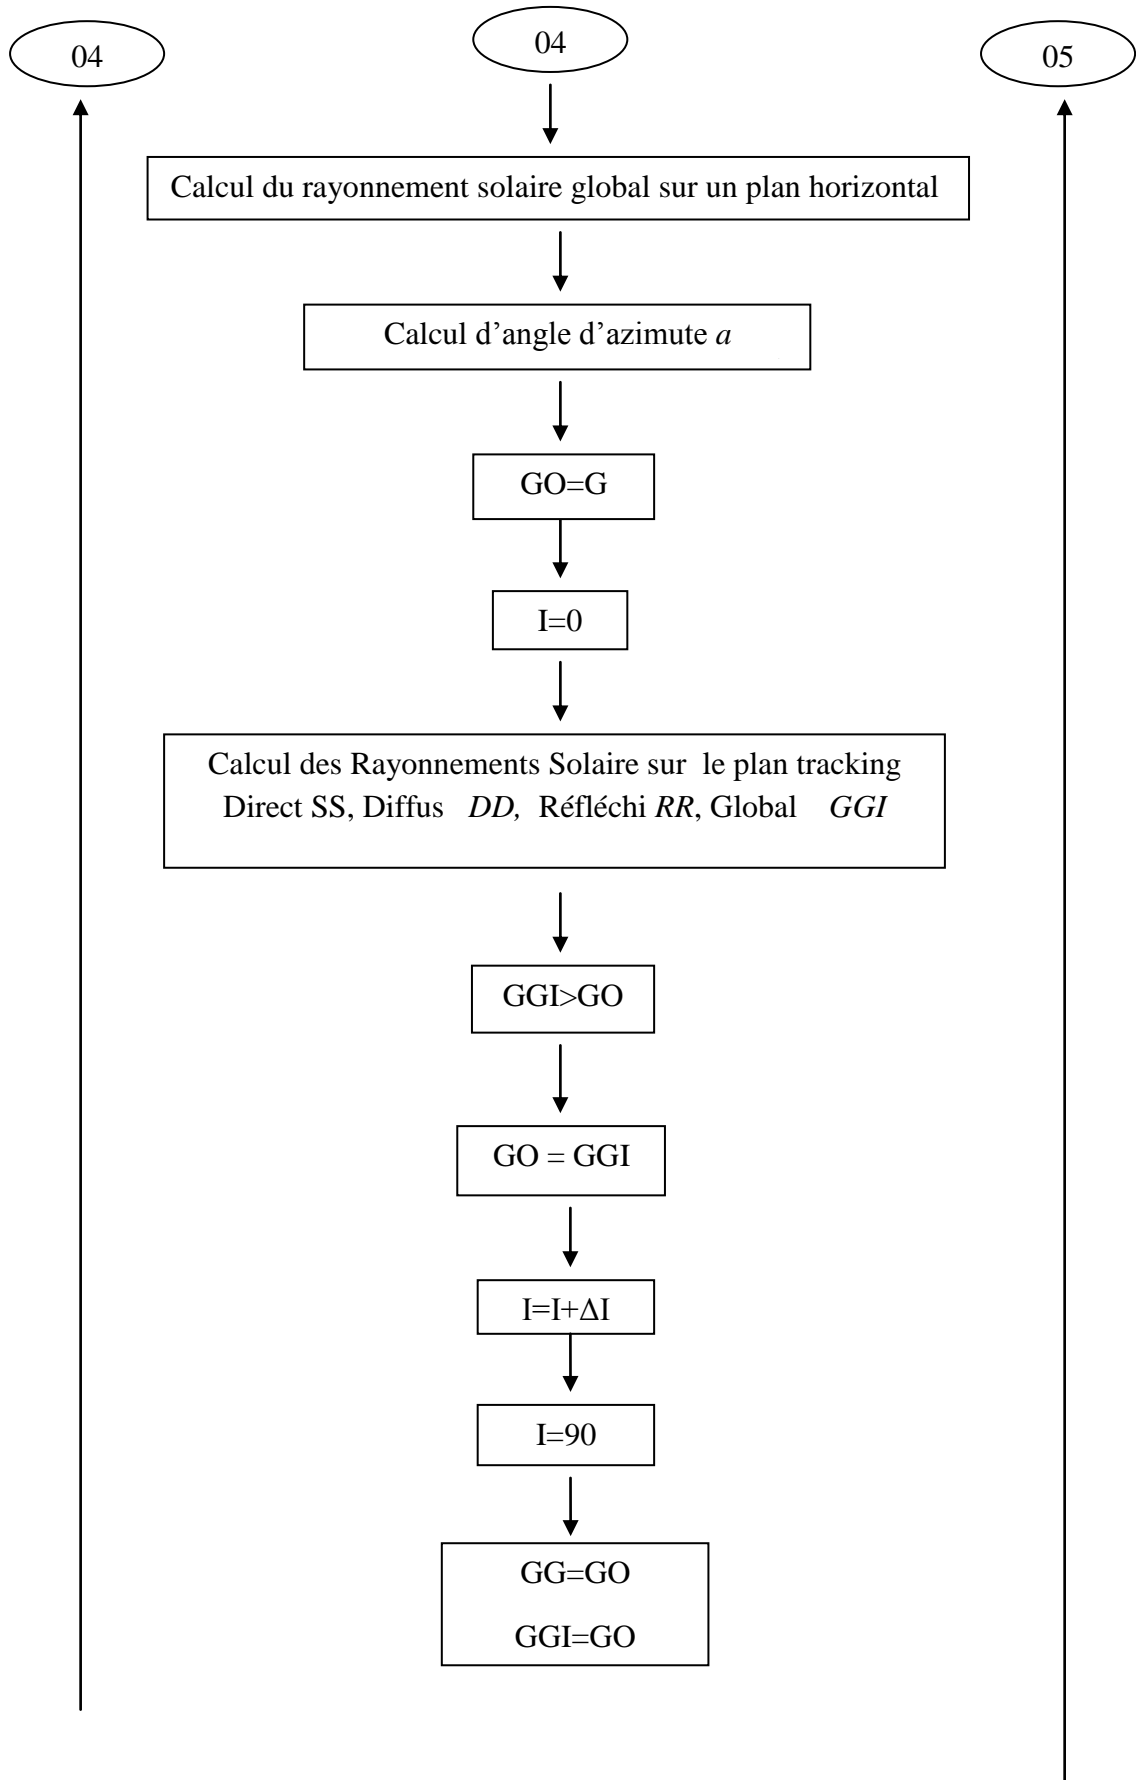 04
04
05
Calcul du rayonnement solaire global sur un plan horizontal
Calcul d’angle d’azimute a
GO=G
I=0
Calcul des Rayonnements Solaire sur le plan tracking
Direct SS, Diffus DD, Réfléchi RR, Global GGI
GGI>GO
GO = GGI
I=I+ΔI
I=90
GG=GO
GGI=GO